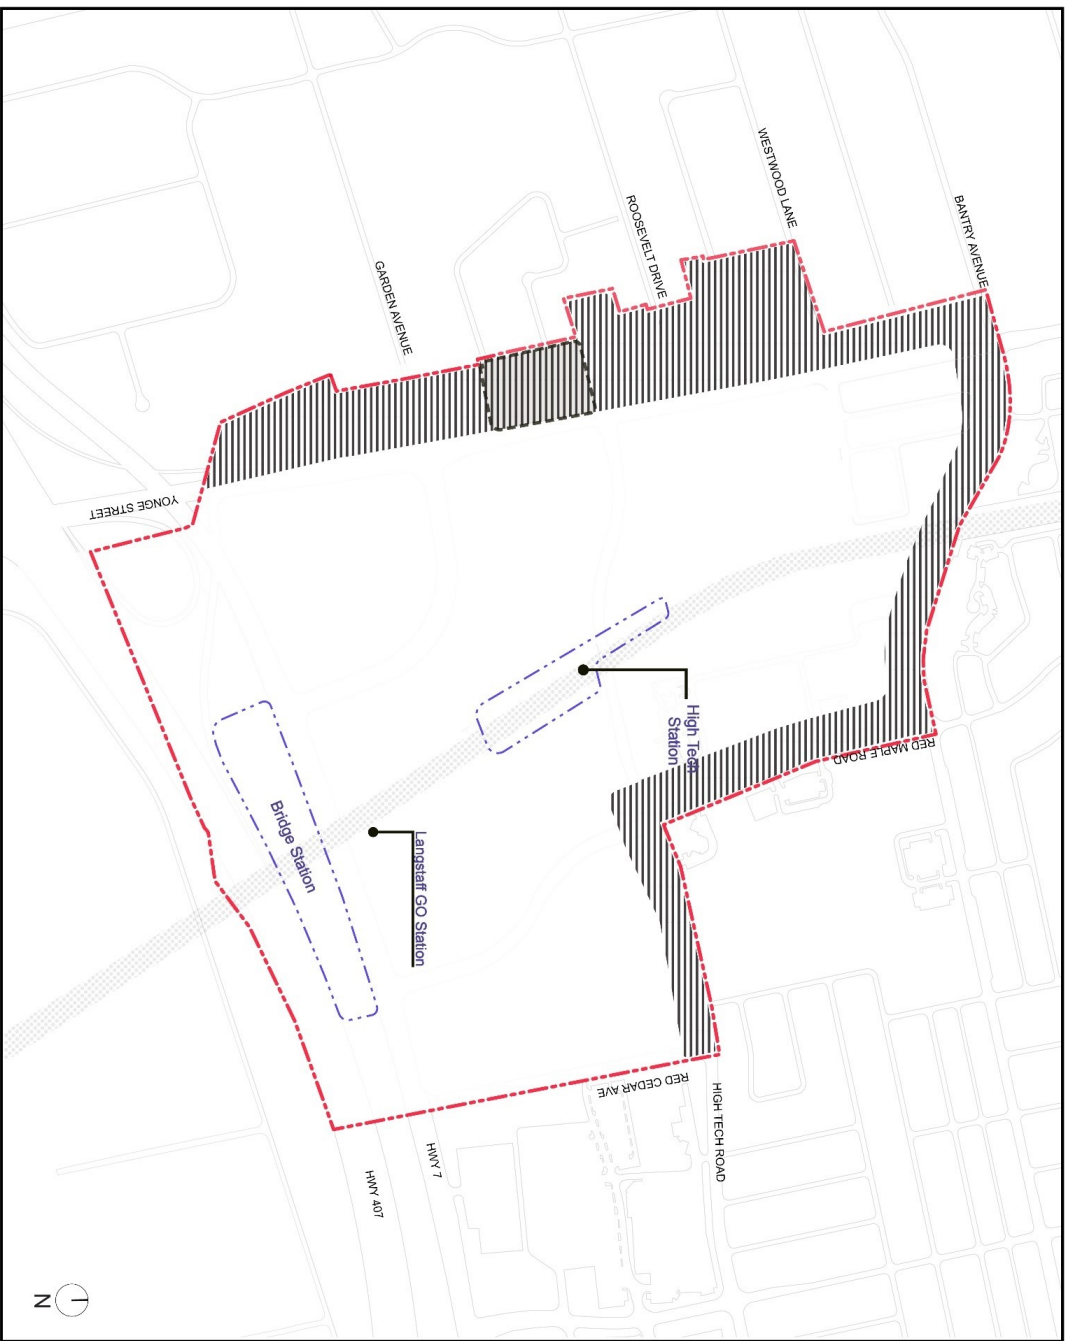 WESTWOOD LANE
BANTRY AVENUE
ROOSEVELT DRIVE
GARDEN AVENUE
YONGE STREET
High Tech
Station
RED MAPLE ROAD
Bridge Station
Langstaff GO Station
RED CEDAR AVE
HIGH TECH ROAD
HWY 7
HWY 407
N